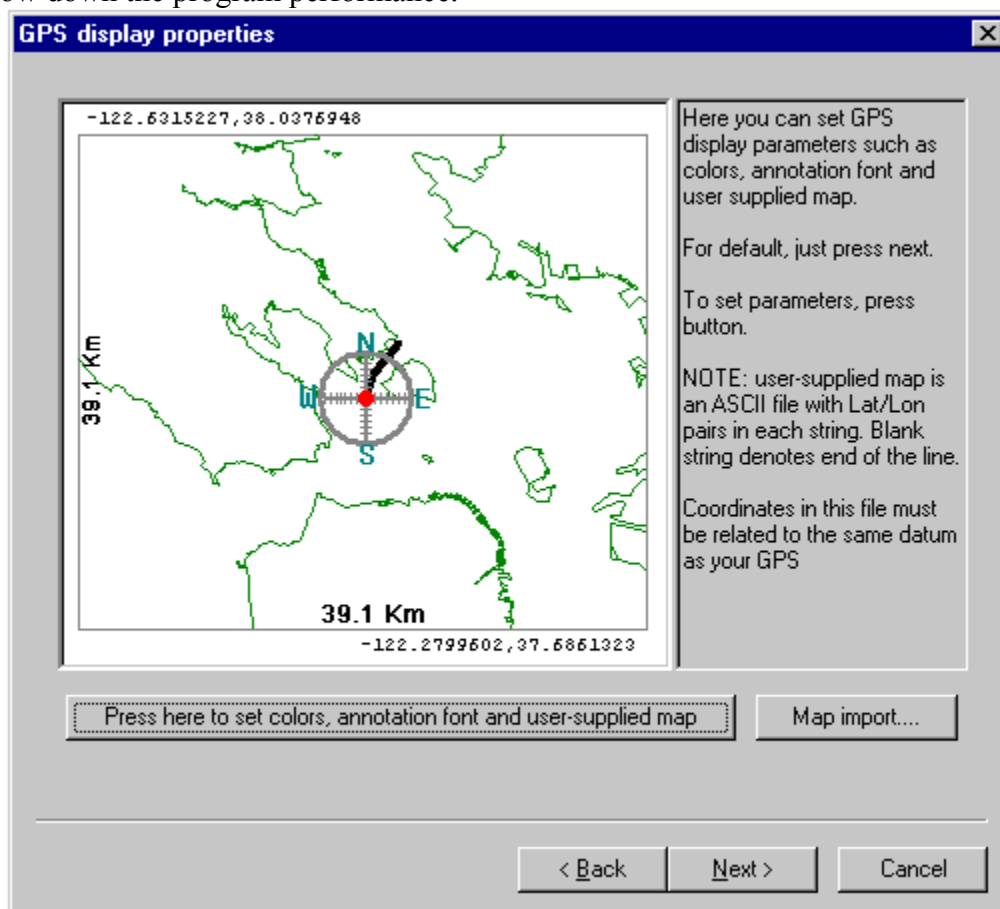 ow down the program performance.
GPS display properties
-122.6315227,38.0376948
39.1 Km
N
W
E
S
39.1 Km
-122.2799602,37.6861323
Here you can set GPS
display parameters such as
colors, annotation font and
user supplied map.
For default, just press next.
To set parameters, press
button.
NOTE: user-supplied map is
an ASCII file with Lat/Lon
pairs in each string. Blank
string denotes end of the line.
Coordinates in this file must
be related to the same datum
as your GPS
Press here to set colors, annotation font and user-supplied map
Map import....
< Back
Next >
Cancel